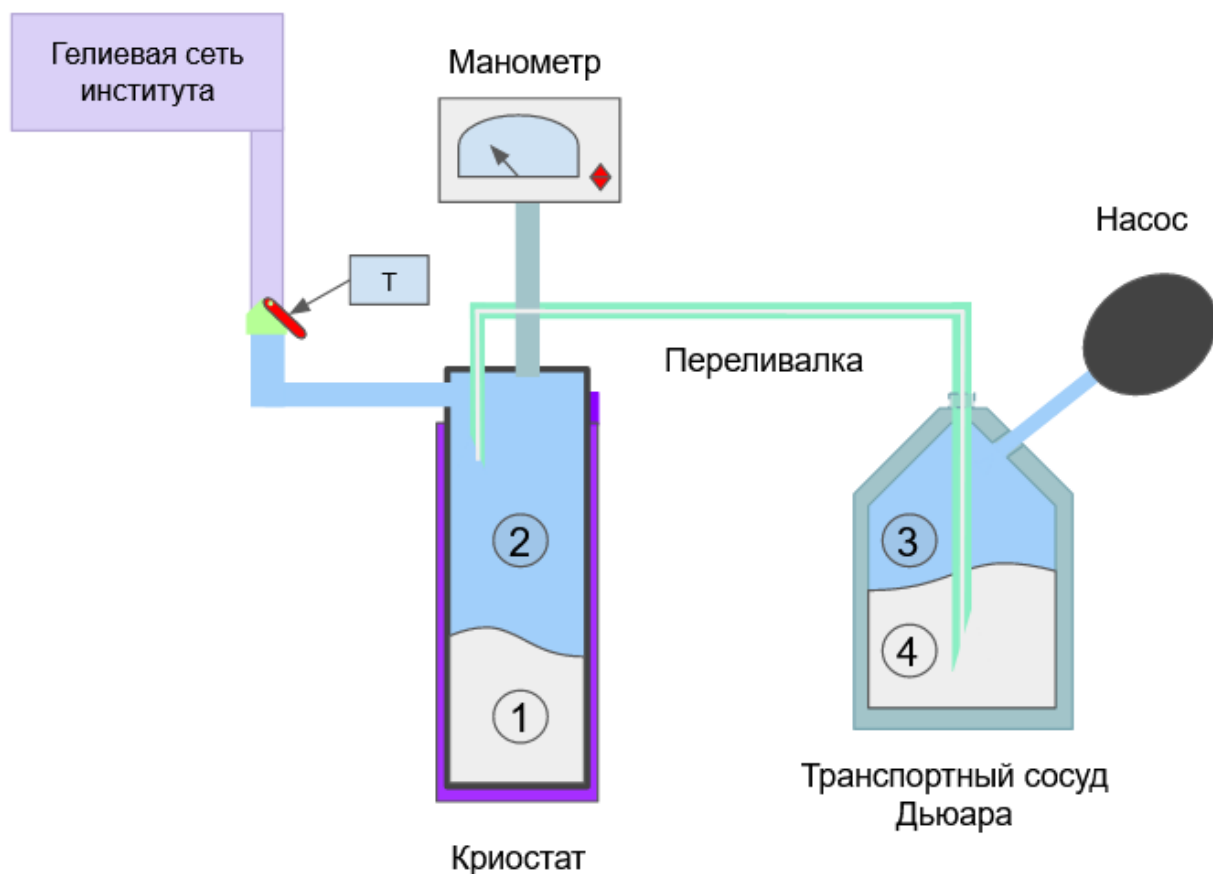 Гелиевая сеть
института
Манометр
Насос
Т
Переливалка
2
3
4
1
Транспортный сосуд
Дьюара
Криостат